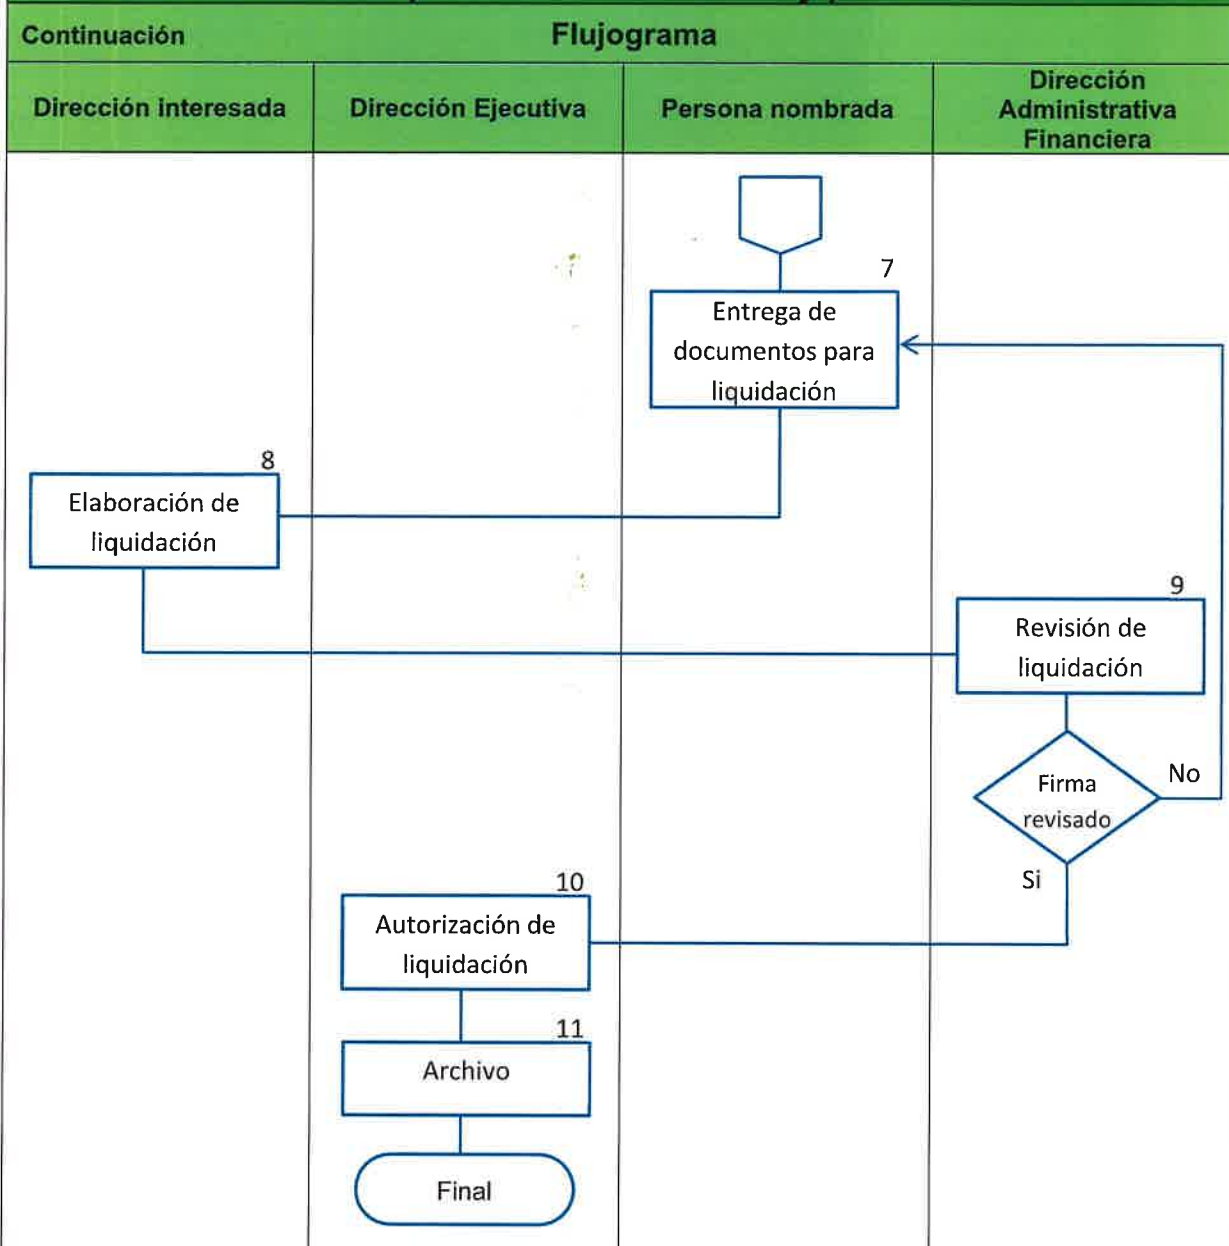 Continuación
Flujograma
Dirección interesada
Dirección Ejecutiva
Persona nombrada
Dirección
Administrativa
Financiera
7
Entrega de
documentos para
liquidación
8
Elaboración de
liquidación
9
Revisión de
liquidación
Firma
revisado
No
Si
10
Autorización de
liquidación
11
Archivo
Final